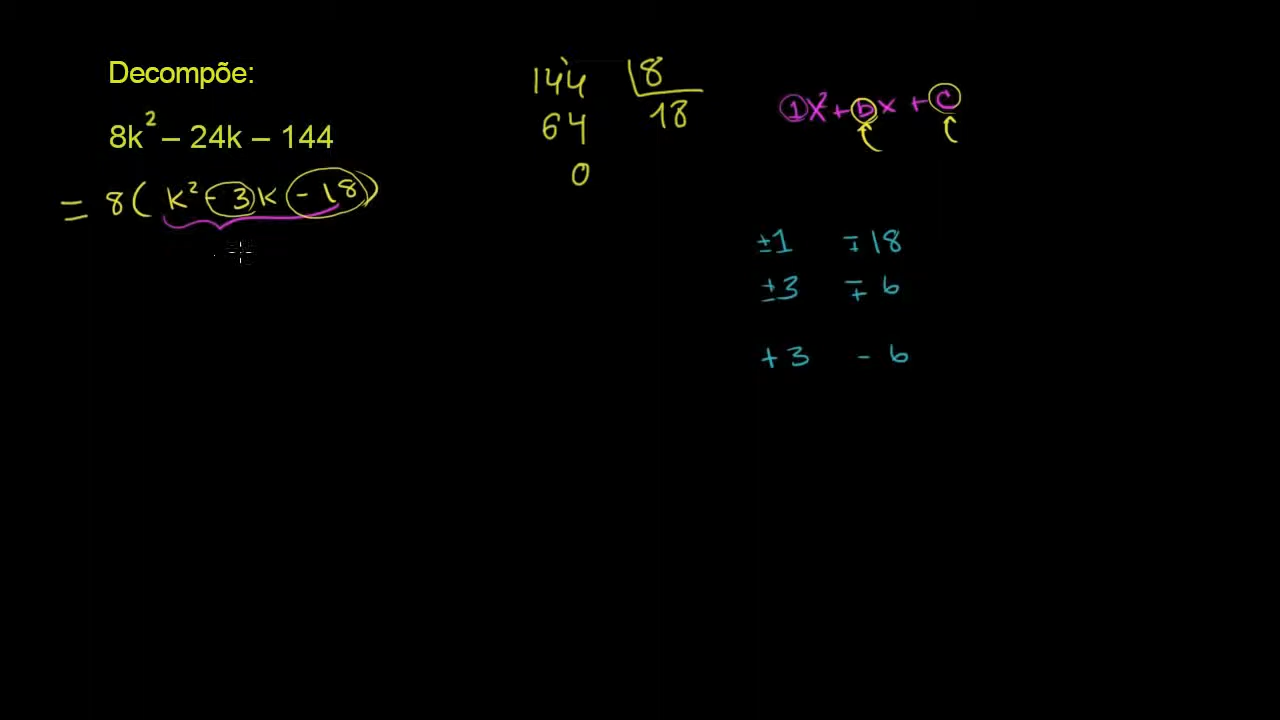 Decompõe:
8k² – 24k – 144
= 8( k² - 3k - 18)
144 8
64 18
0
1x² + bx + c
±1 ∓18
±3 ∓6
+3 -6